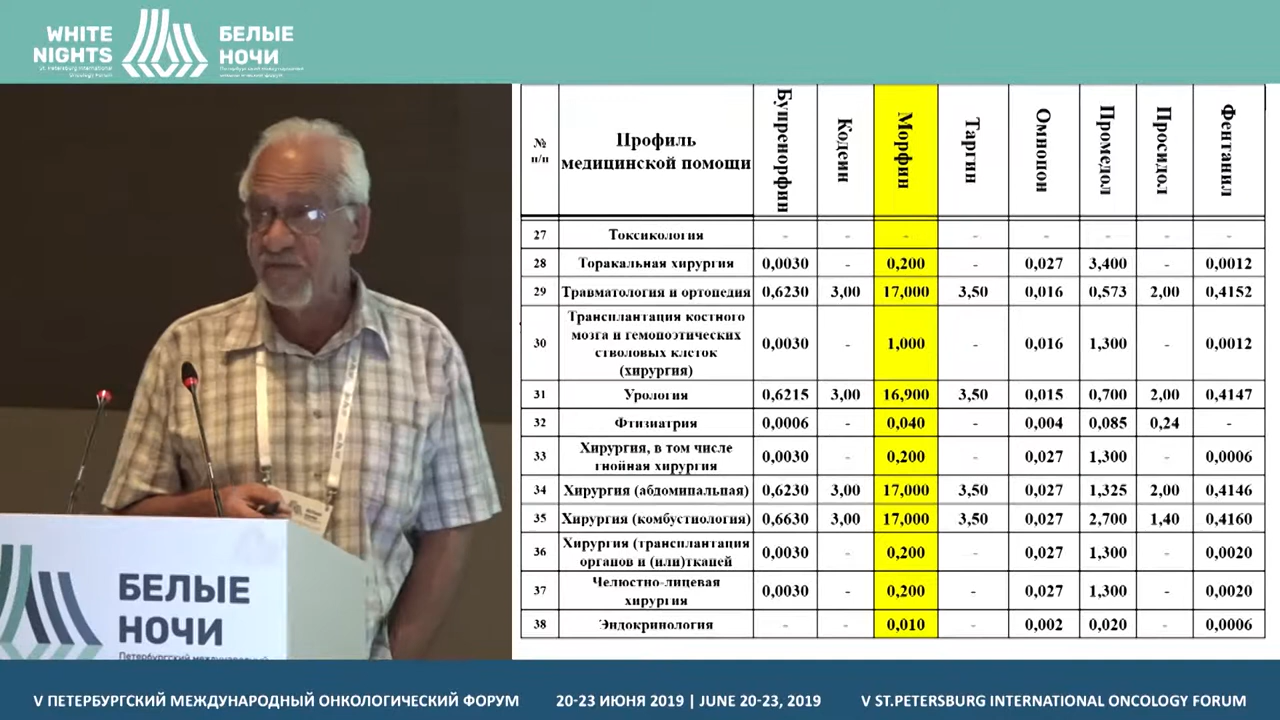 WHITE
NIGHTS
St. Petersburg International
Oncology Forum
БЕЛЫЕ
НОЧИ
Петербургский международный
онкологический форум
№ п/п
Профиль медицинской помощи
Бупренорфин
Кодеин
Морфин
Таргин
Омнопон
Промедол
Просидол
Фентанил
27 Токсикология - - - - - - - -
28 Торакальная хирургия 0,0030 - 0,200 - 0,027 3,400 - 0,0012
29 Травматология и ортопедия 0,6230 3,00 17,000 3,50 0,016 0,573 2,00 0,4152
Трансплантация костного
мозга и гемопоэтических
30 стволовых клеток 0,0030 - 1,000 - 0,016 1,300 - 0,0012
(хирургия)
31 Урология 0,6215 3,00 16,900 3,50 0,015 0,700 2,00 0,4147
32 Фтизиатрия 0,0006 - 0,040 - 0,004 0,085 0,24 -
33 Хирургия, в том числе
гнойная хирургия 0,0030 - 0,200 - 0,027 1,300 - 0,0006
34 Хирургия (абдоминальная) 0,6230 3,00 17,000 3,50 0,027 1,325 2,00 0,4146
35 Хирургия (комбустиология) 0,6630 3,00 17,000 3,50 0,027 2,700 1,40 0,4160
36 Хирургия (трансплантация
органов и (или)тканей 0,0030 - 0,200 - 0,027 1,300 - 0,0020
37 Челюстно-лицевая
хирургия 0,0030 - 0,200 - 0,027 1,300 - 0,0020
38 Эндокринология - - 0,010 - 0,002 0,020 - 0,0006
БЕЛЫЕ
НОЧИ
Петербургский международный
V ПЕТЕРБУРГСКИЙ МЕЖДУНАРОДНЫЙ ОНКОЛОГИЧЕСКИЙ ФОРУМ
20-23 ИЮНЯ 2019 | JUNE 20-23, 2019
V ST.PETERSBURG INTERNATIONAL ONCOLOGY FORUM